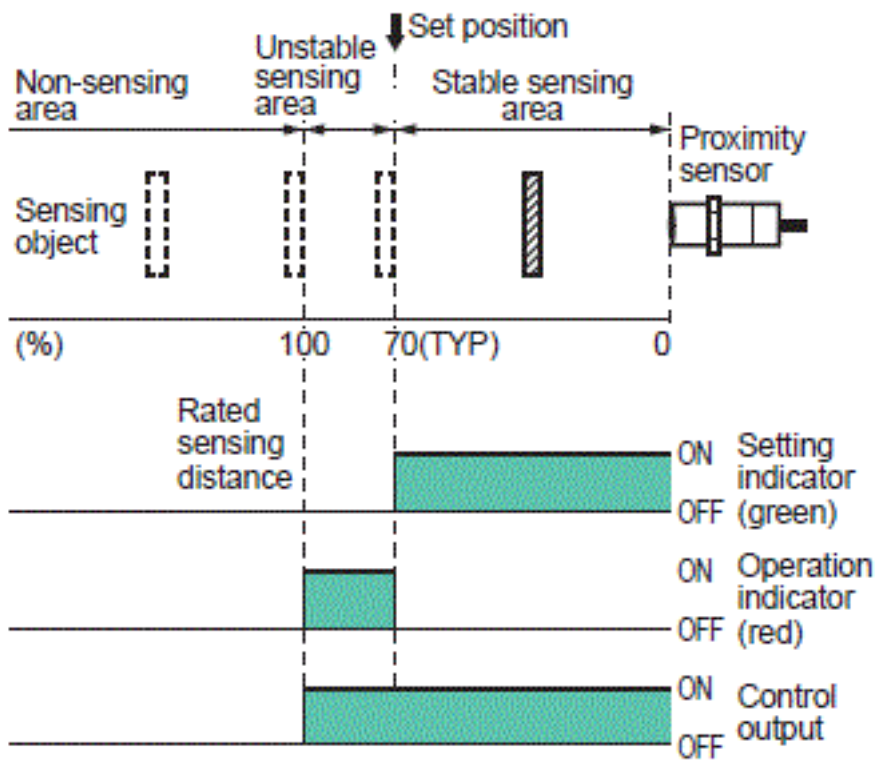 Set position
Unstable
sensing
area
Non-sensing
area
Stable sensing
area
Proximity
sensor
Sensing
object
(%)
100
70(TYP)
0
Rated
sensing
distance
ON
OFF
Setting
indicator
(green)
ON
OFF
Operation
indicator
(red)
ON
OFF
Control
output